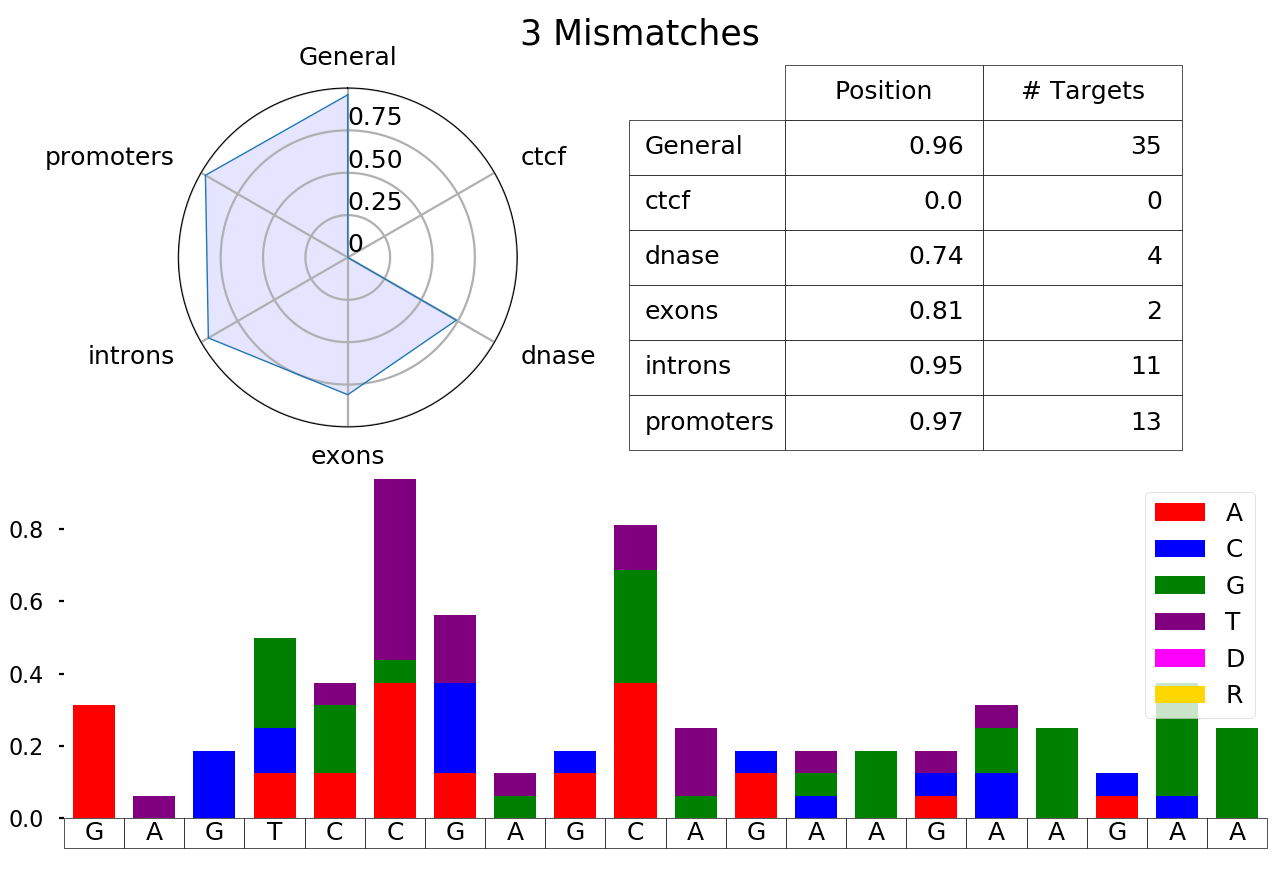 3 Mismatches
General
promoters
ctcf
introns
dnase
exons
0.75
0.50
0.25
0
Position # Targets
General 0.96 35
ctcf 0.0 0
dnase 0.74 4
exons 0.81 2
introns 0.95 11
promoters 0.97 13
0.8
0.6
0.4
0.2
0.0
A
C
G
T
D
R
G A G T C C G A G C A G A A G A A G A A